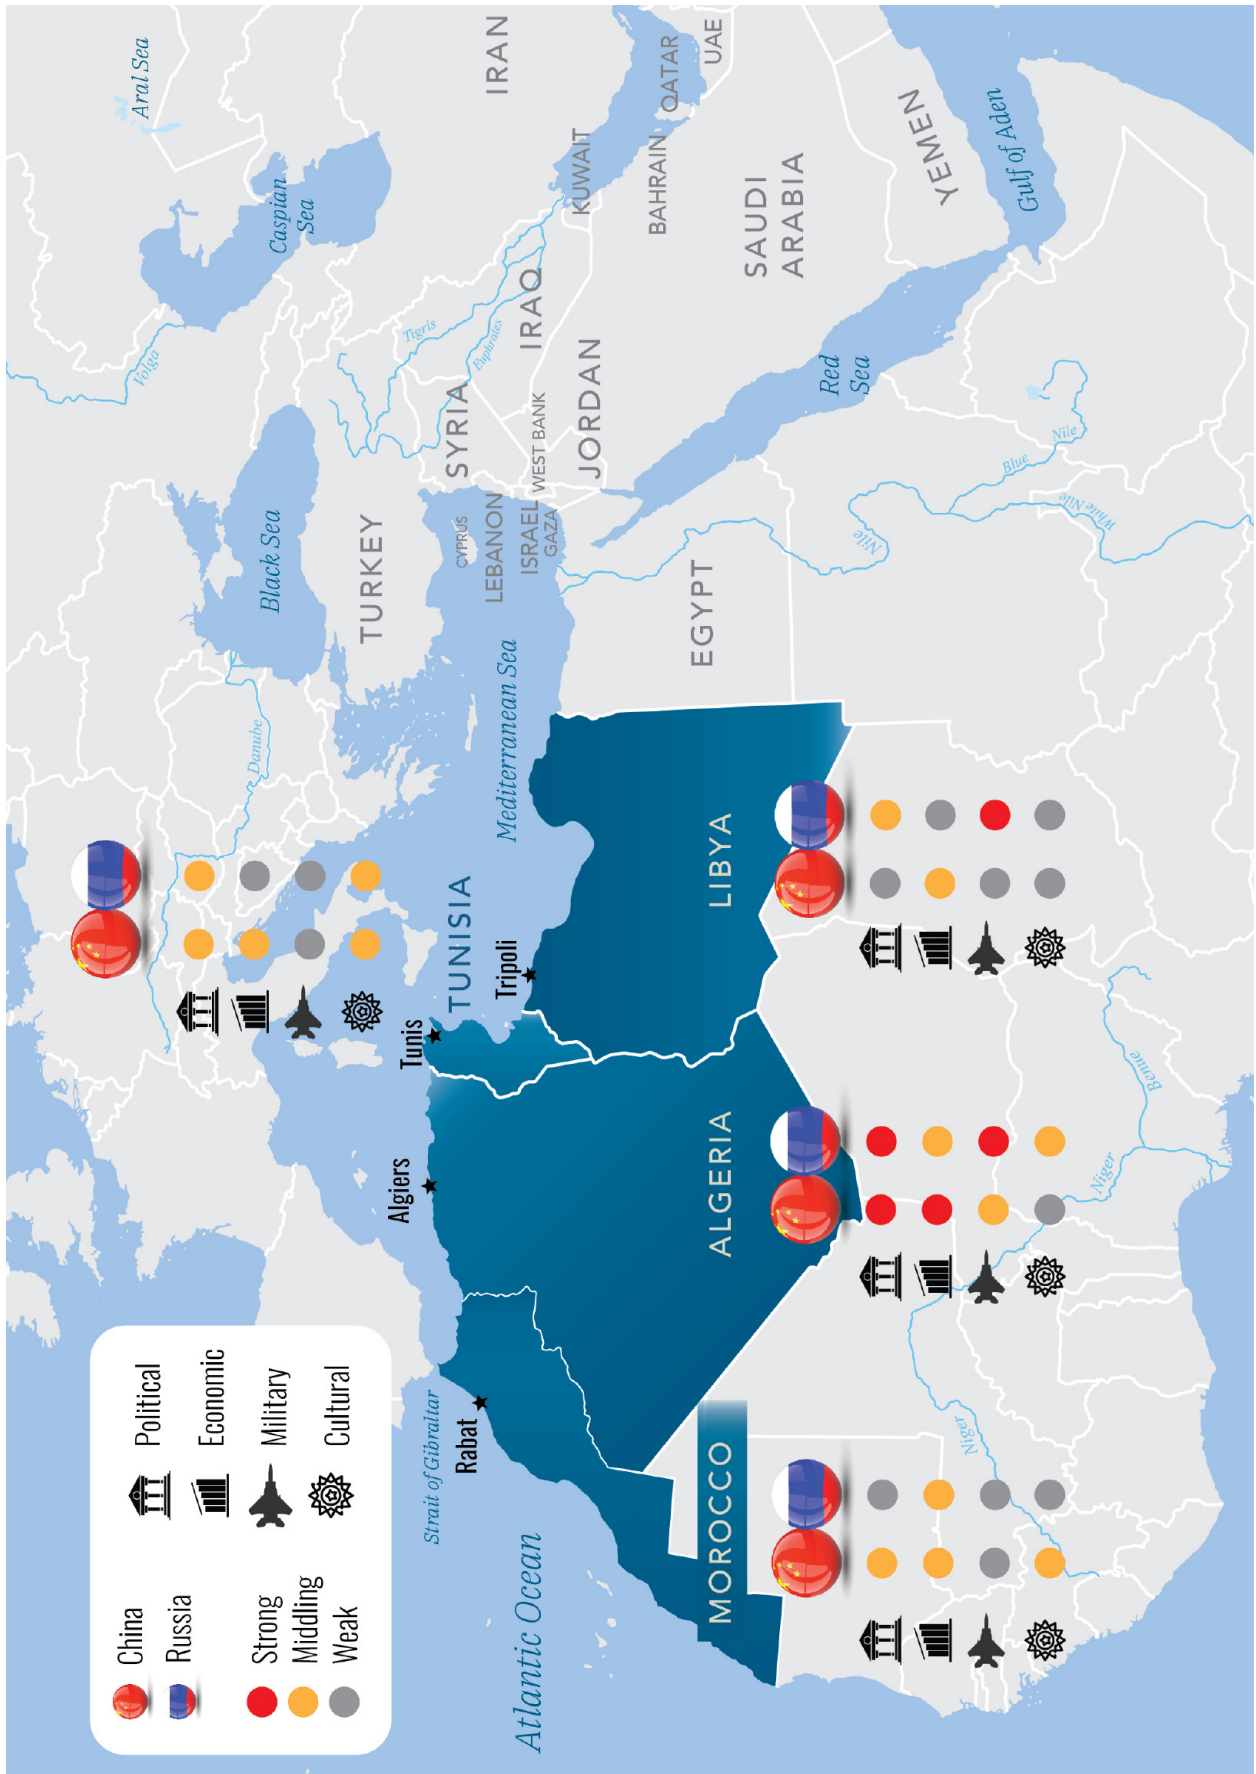 China
Russia
Strong
Middling
Weak
Political
Economic
Military
Cultural
Aral Sea
Caspian
Sea
Volga
Black Sea
Danube
TURKEY
IRAN
Tigris
Euphrates
SYRIA
CYPRUS
LEBANON
IRAQ
ISRAEL
WEST BANK
GAZA
JORDAN
KUWAIT
BAHRAIN
QATAR
UAE
SAUDI
ARABIA
YEMEN
Gulf of Aden
Red
Sea
EGYPT
Nile
Blue
Nile
White Nile
Mediterranean Sea
TUNISIA
Tunis
Tripoli
LIBYA
Algiers
ALGERIA
Strait of Gibraltar
Rabat
Atlantic Ocean
MOROCCO
Niger
Niger
Benue